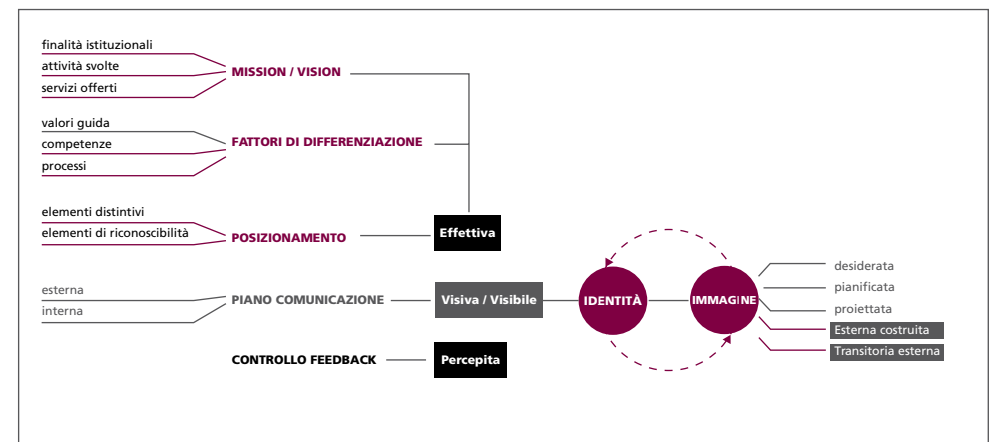 finalità istituzionali
attività svolte
servizi offerti
MISSION / VISION
valori guida
competenze
processi
FATTORI DI DIFFERENZIAZIONE
elementi distintivi
elementi di riconoscibilità
POSIZIONAMENTO
Effettiva
esterna
interna
PIANO COMUNICAZIONE
Visiva / Visibile
IDENTITÀ
IMMAGINE
desiderata
pianificata
proiettata
Esterna costruita
Transitoria esterna
CONTROLLO FEEDBACK
Percepita